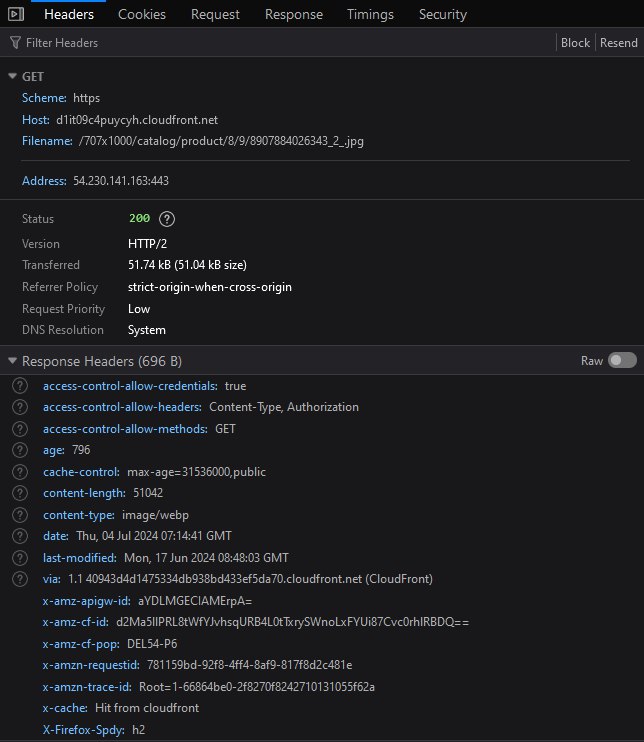 Headers Cookies Request Response Timings Security
Filter Headers Block Resend
GET
Scheme: https
Host: d1it09c4puycyh.cloudfront.net
Filename: /707x1000/catalog/product/8/9/8907884026343_2_.jpg
Address: 54.230.141.163:443
Status 200 ?
Version HTTP/2
Transferred 51.74 kB (51.04 kB size)
Referrer Policy strict-origin-when-cross-origin
Request Priority Low
DNS Resolution System
Response Headers (696 B) Raw
? access-control-allow-credentials: true
? access-control-allow-headers: Content-Type, Authorization
? access-control-allow-methods: GET
? age: 796
? cache-control: max-age=31536000,public
? content-length: 51042
? content-type: image/webp
? date: Thu, 04 Jul 2024 07:14:41 GMT
? last-modified: Mon, 17 Jun 2024 08:48:03 GMT
? via: 1.1 40943d4d1475334db938bd433ef5da70.cloudfront.net (CloudFront)
x-amz-apigw-id: aYDLMGECIAMErpA=
x-amz-cf-id: d2Ma5IIPRL8tWfYJvhsqURB4L0tTxrySWnoLxFYUi87Cvc0rhIRBDQ==
x-amz-cf-pop: DEL54-P6
x-amzn-requestid: 781159bd-92f8-4ff4-8af9-817f8d2c481e
x-amzn-trace-id: Root=1-66864be0-2f8270f8242710131055f62a
x-cache: Hit from cloudfront
X-Firefox-Spdy: h2